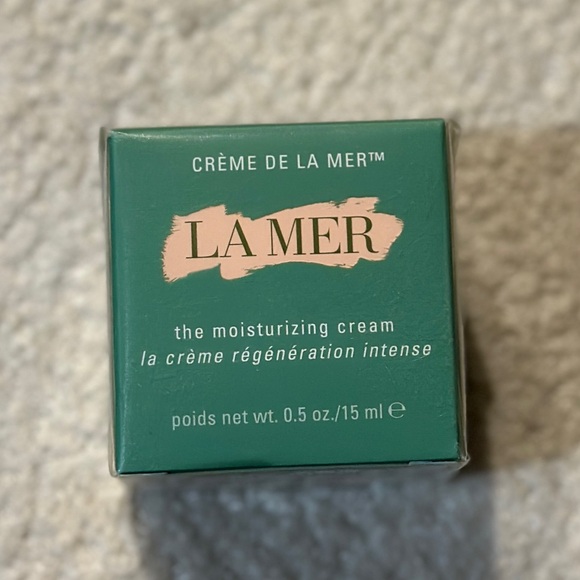 CRÈME DE LA MER™
LA MER
the moisturizing cream
la crème régénération intense
poids net wt. 0.5 oz./15 ml ℮